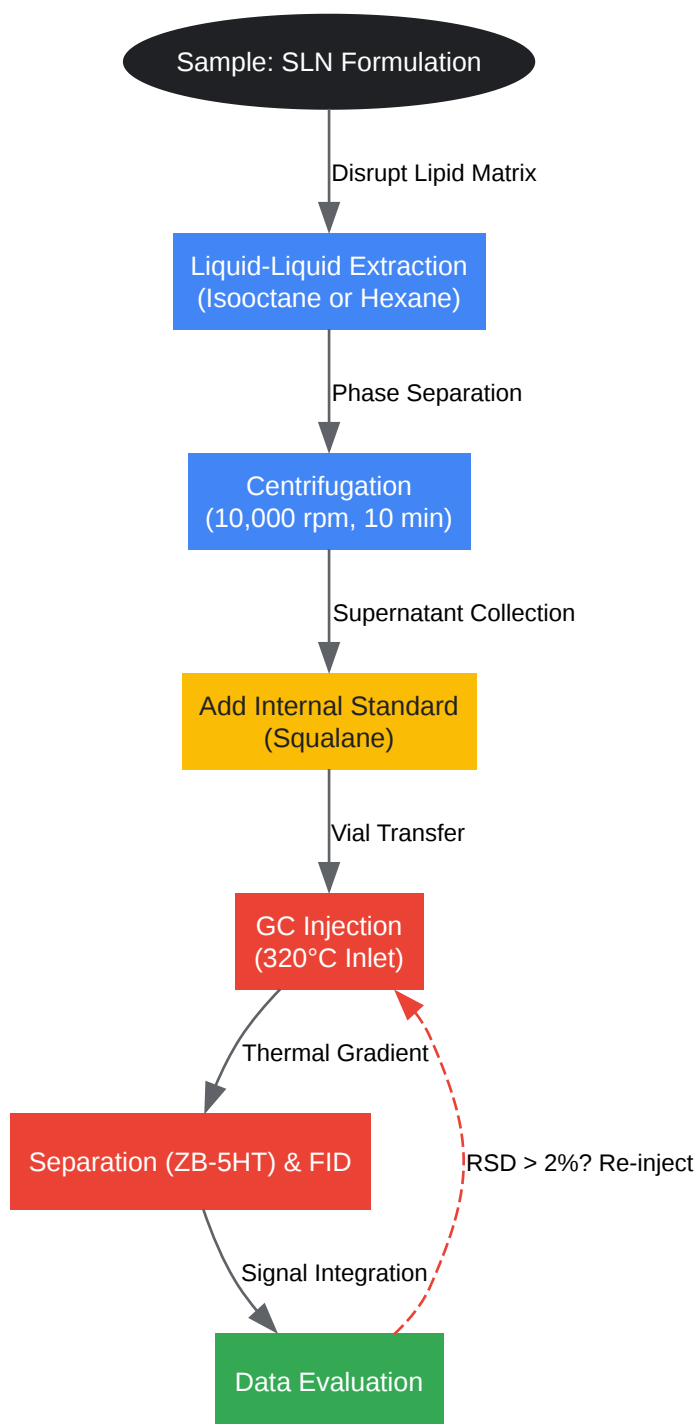 Sample: SLN Formulation
Disrupt Lipid Matrix
Liquid-Liquid Extraction
(Isooctane or Hexane)
Phase Separation
Centrifugation
(10,000 rpm, 10 min)
Supernatant Collection
Add Internal Standard
(Squalane)
Vial Transfer
GC Injection
(320°C Inlet)
Thermal Gradient
Separation (ZB-5HT) & FID
RSD > 2%? Re-inject
Signal Integration
Data Evaluation